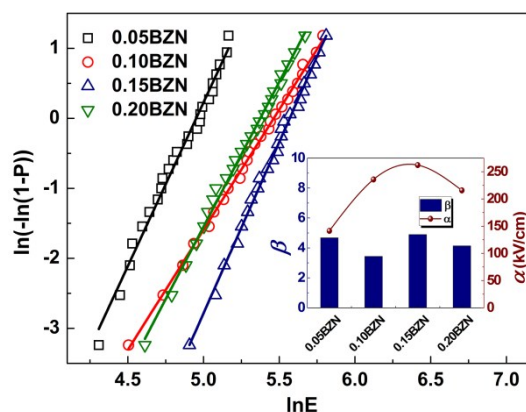 0.05BZN
0.10BZN
0.15BZN
0.20BZN
ln(-ln(1-P))
1
0
-1
-2
-3
4.5 5.0 5.5 6.0 6.5 7.0
lnE
β
10
8
6
4
2
0
β
α
250
200
150
100
50
0
α(kV/cm)
0.05BZN 0.10BZN 0.15BZN 0.20BZN